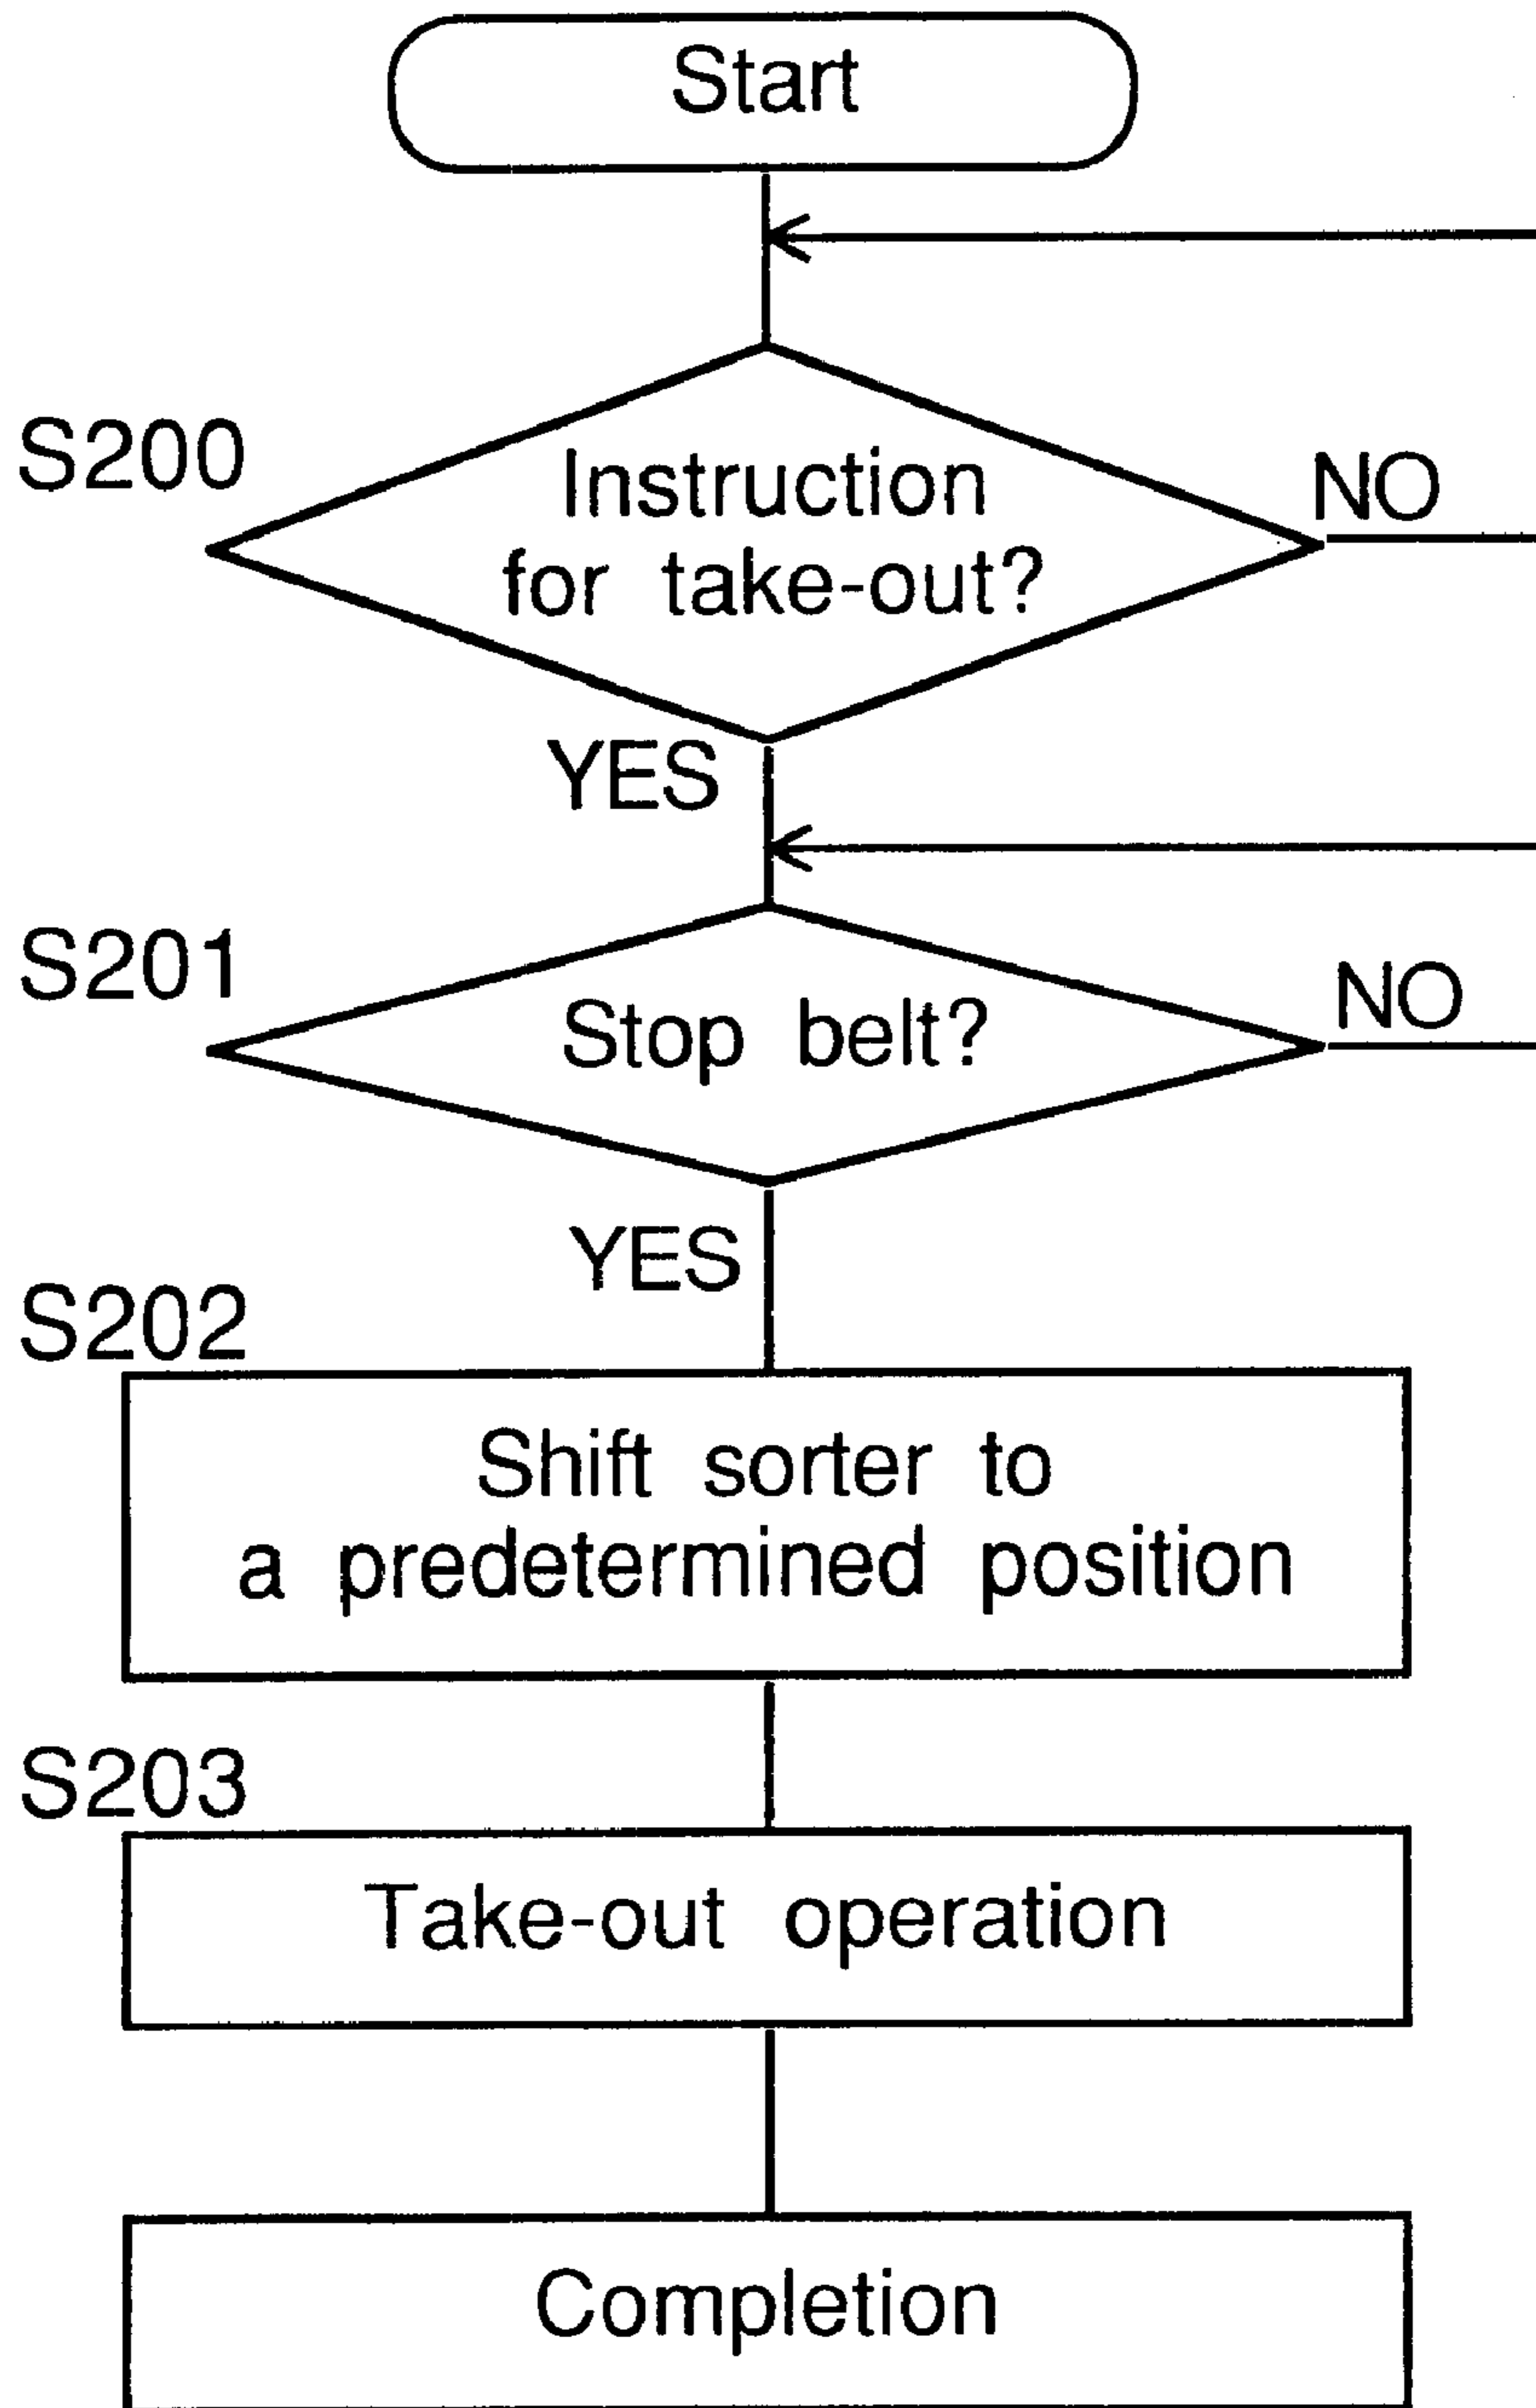 Start
S200
Instruction
for take-out?
NO
YES
S201
Stop belt?
NO
YES
S202
Shift sorter to
a predetermined position
S203
Take-out operation
Completion